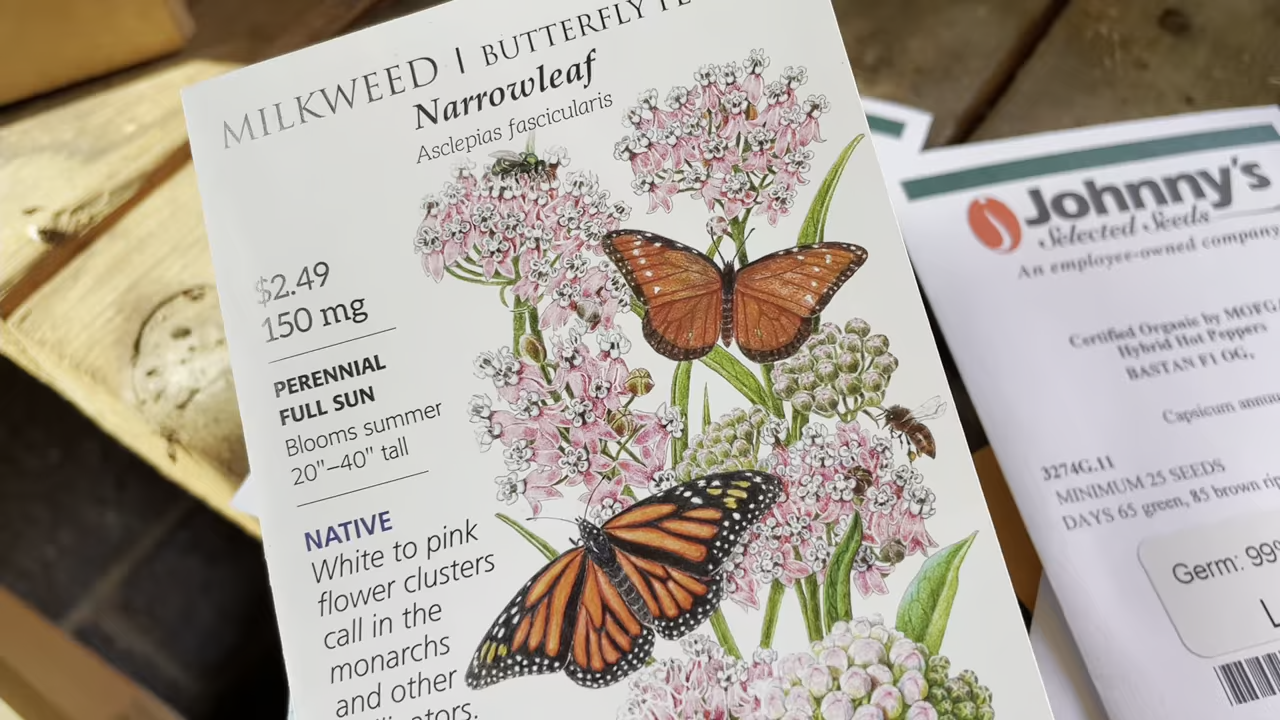 MILKWEED | BUTTERFLY
Narrowleaf
Asclepias fascicularis
$2.49
150 mg
PERENNIAL
FULL SUN
Blooms summer
20"–40" tall
NATIVE
White to pink
flower clusters
call in the
monarchs
and other
Johnny's
Selected Seeds
An employee-owned company
Certified Organic by
Hybrid Hot Peppers
BASTAN F1 OG,
Capsicum
3274G.11
MINIMUM 25 SEEDS
DAYS 65 green, 85 brown
Germ: